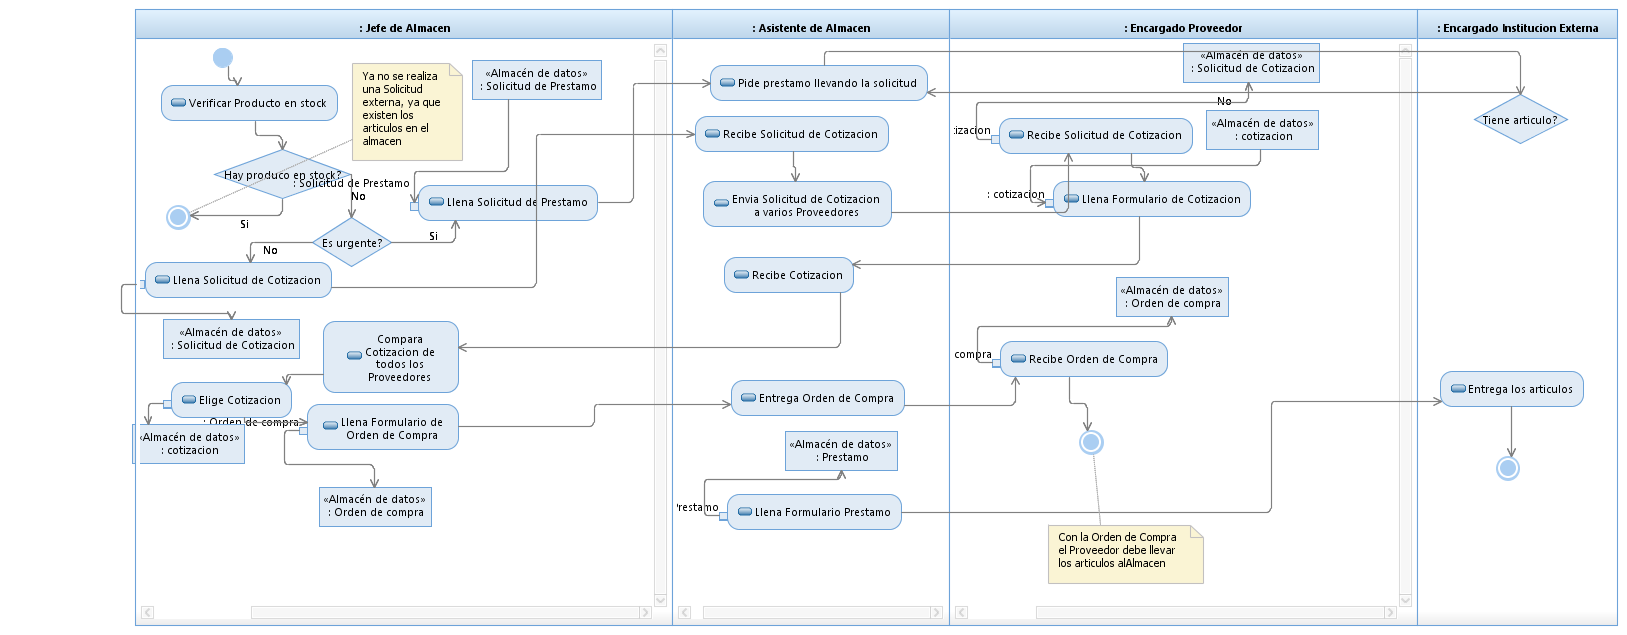 : Jefe de Almacen
: Asistente de Almacen
: Encargado Proveedor
: Encargado Institucion Externa
Verificar Producto en stock
Ya no se realiza
una Solicitud
externa, ya que
existen los
articulos en el
almacen
«Almacén de datos»
: Solicitud de Prestamo
Hay produco en stock?
: Solicitud de Prestamo
No
Si
Llena Solicitud de Prestamo
Es urgente?
Si
No
Llena Solicitud de Cotizacion
«Almacén de datos»
: Solicitud de Cotizacion
Compara
Cotizacion de
todos los
Proveedores
Elige Cotizacion
: Orden de compra
«Almacén de datos»
: cotizacion
Llena Formulario de
Orden de Compra
«Almacén de datos»
: Orden de compra
Pide prestamo llevando la solicitud
Recibe Solicitud de Cotizacion
Envia Solicitud de Cotizacion
a varios Proveedores
Recibe Cotizacion
Entrega Orden de Compra
«Almacén de datos»
: Prestamo
Prestamo
Llena Formulario Prestamo
«Almacén de datos»
: Solicitud de Cotizacion
No
«Almacén de datos»
: cotizacion
tizacion
Recibe Solicitud de Cotizacion
: cotizacion
Llena Formulario de Cotizacion
«Almacén de datos»
: Orden de compra
compra
Recibe Orden de Compra
Con la Orden de Compra
el Proveedor debe llevar
los articulos alAlmacen
Tiene articulo?
Entrega los articulos